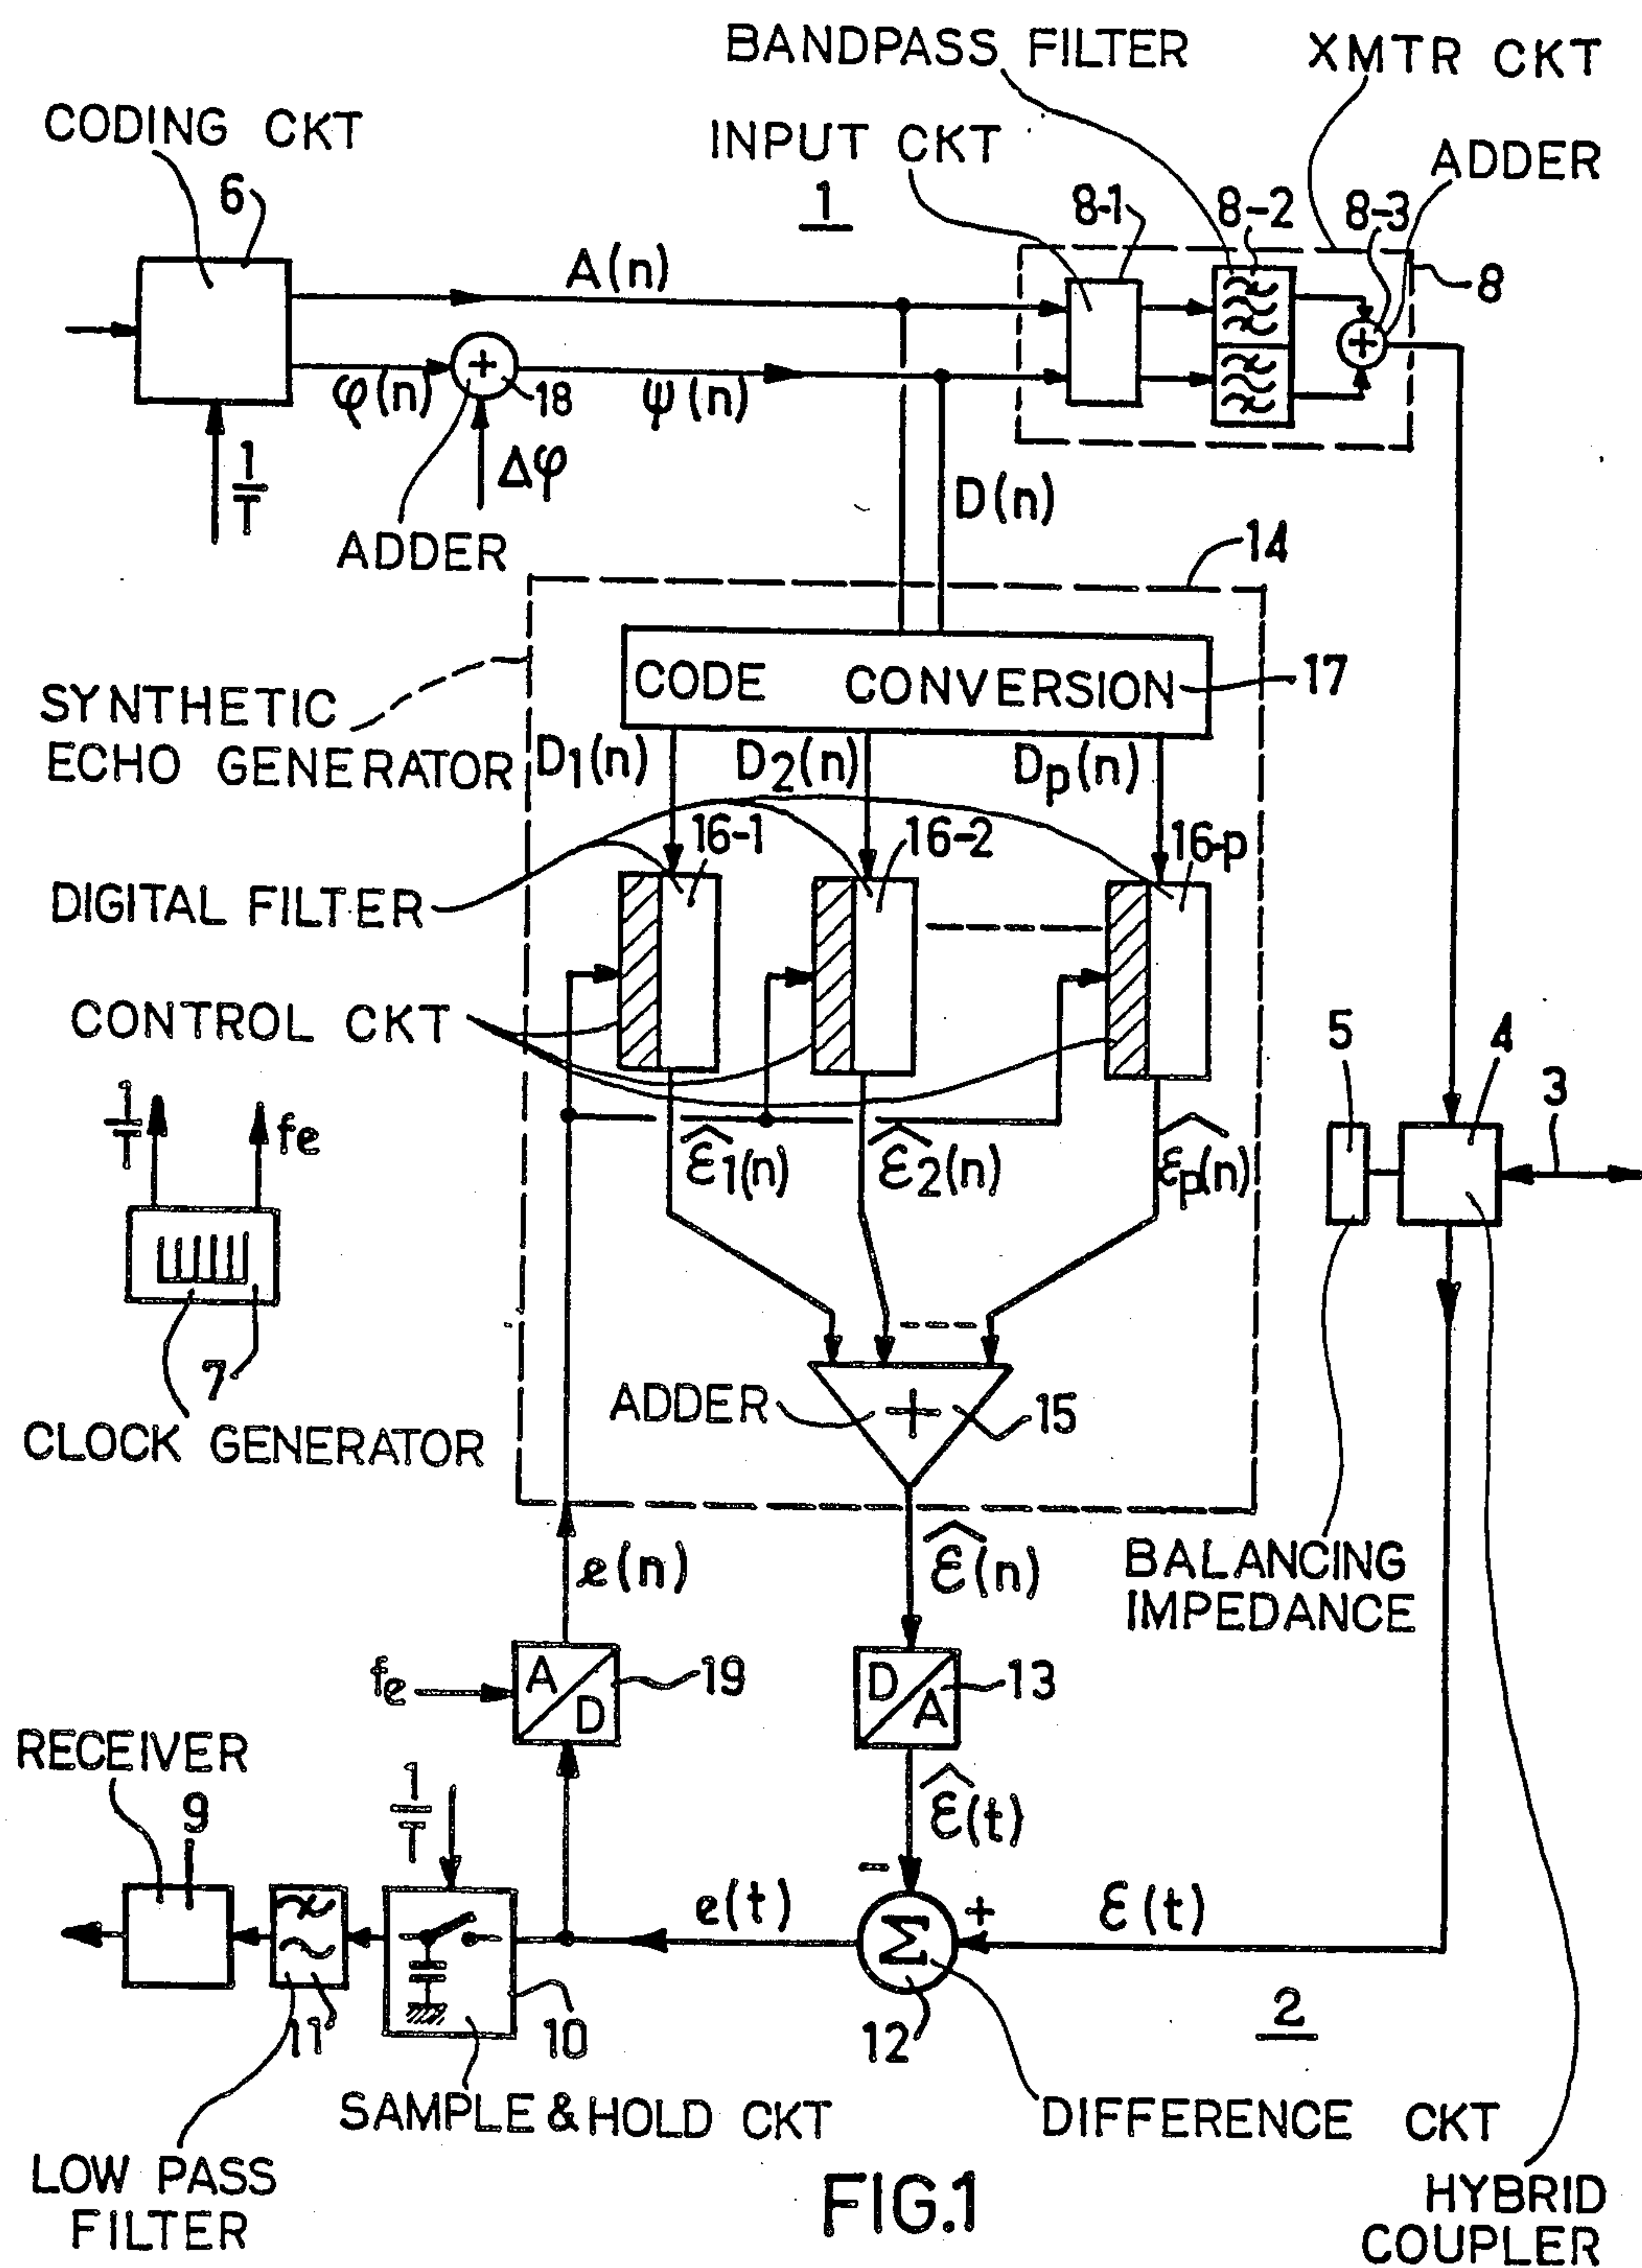 BANDPASS FILTER
XMTR CKT
CODING CKT
INPUT CKT
ADDER
6
1
8-1
8-2
8-3
8
A(n)
φ(n)
+
18
ψ(n)
+
1/T
Δφ
ADDER
D(n)
14
CODE CONVERSION
17
SYNTHETIC
ECHO GENERATOR
D1(n)
D2(n)
Dp(n)
16-1
16-2
16-p
DIGITAL FILTER
CONTROL CKT
5
4
3
1/T
fe
ε̂1(n)
ε̂2(n)
ε̂p(n)
7
CLOCK GENERATOR
ADDER
+
15
e(n)
ε̂(n)
BALANCING
IMPEDANCE
fe
A/D
19
D/A
13
RECEIVER
9
1/T
ε̂(t)
-
e(t)
Σ
+
ε(t)
11
10
12
2
SAMPLE & HOLD CKT
DIFFERENCE CKT
LOW PASS
FILTER
FIG.1
HYBRID
COUPLER